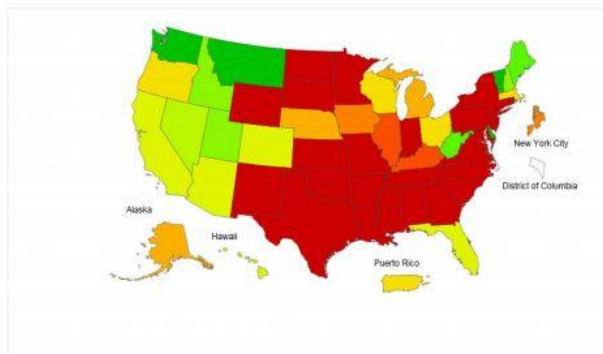 New York City
District of Columbia
Alaska
Hawaii
Puerto Rico